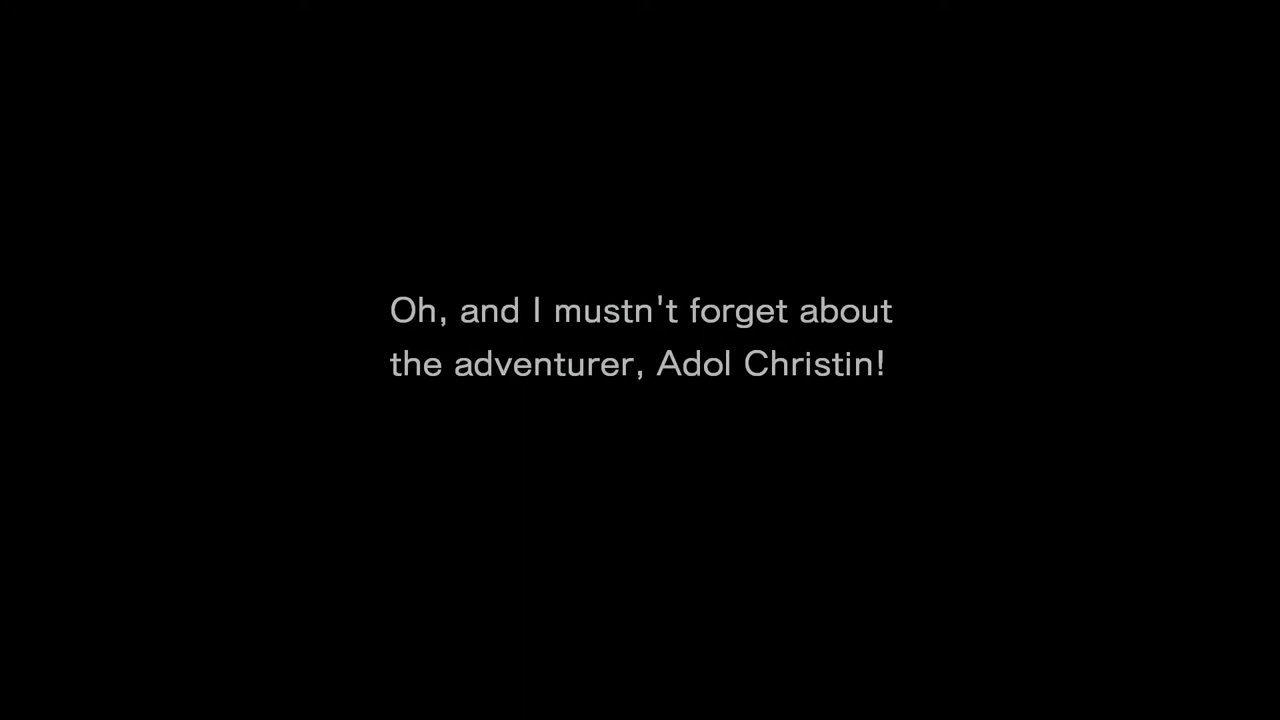 Oh, and I mustn't forget about
the adventurer, Adol Christin!